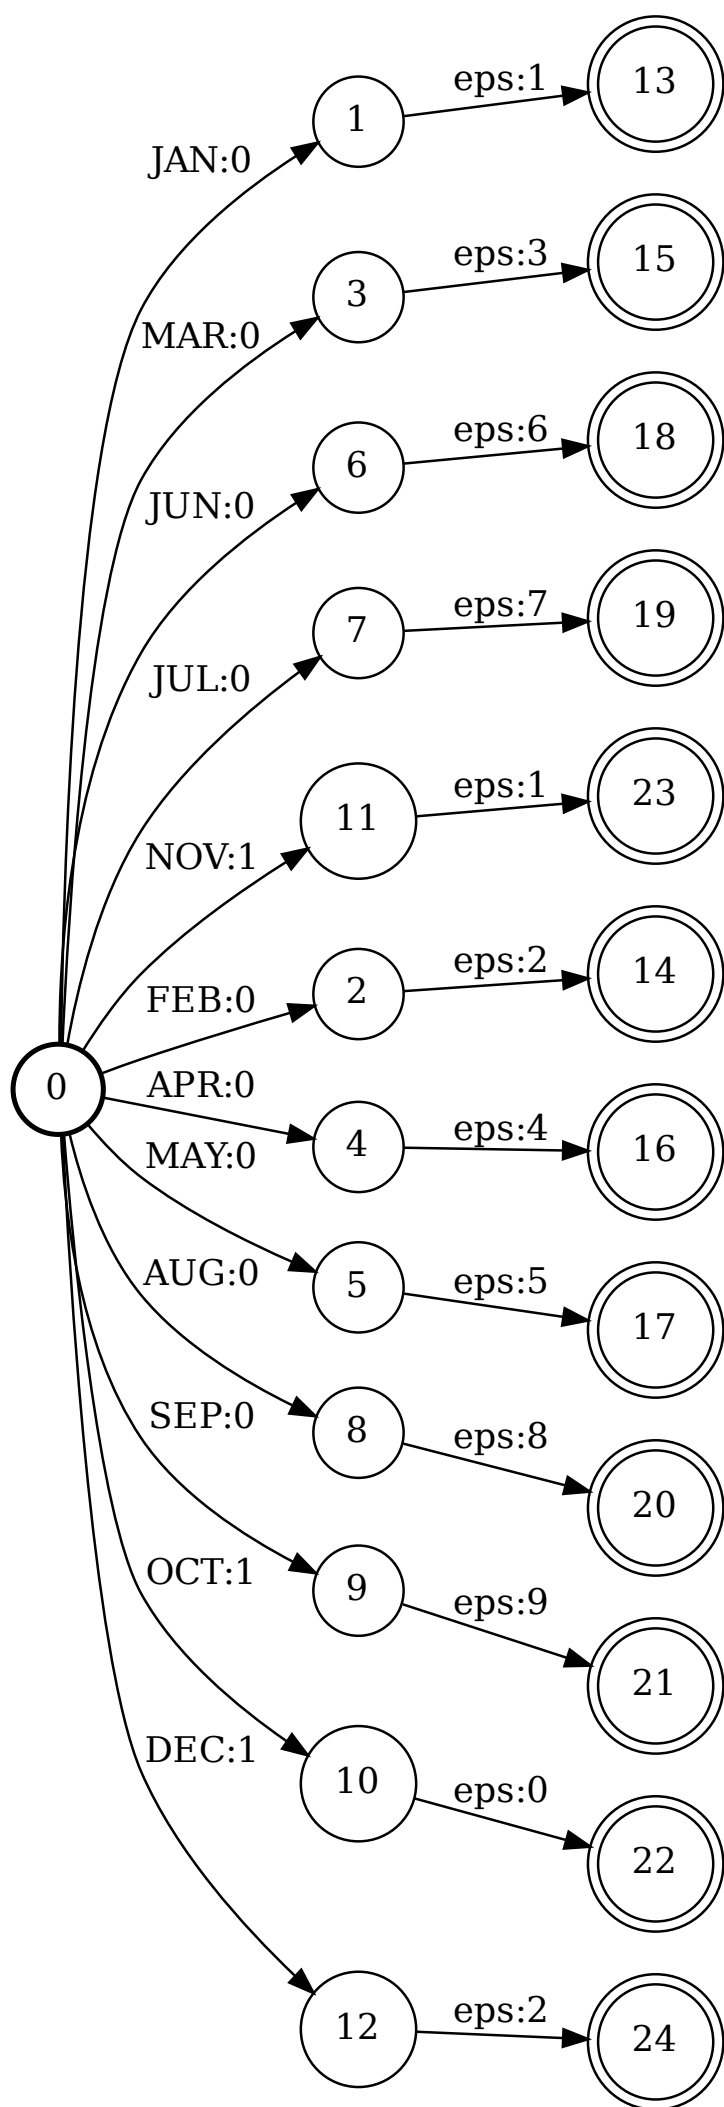 eps:1
13
1
JAN:0
eps:3
15
3
MAR:0
eps:6
18
6
JUN:0
eps:7
19
7
JUL:0
eps:1
23
11
NOV:1
eps:2
14
2
FEB:0
0
APR:0
eps:4
4
16
MAY:0
eps:5
5
17
AUG:0
eps:8
8
20
SEP:0
eps:9
9
21
OCT:1
eps:0
10
22
DEC:1
eps:2
12
24